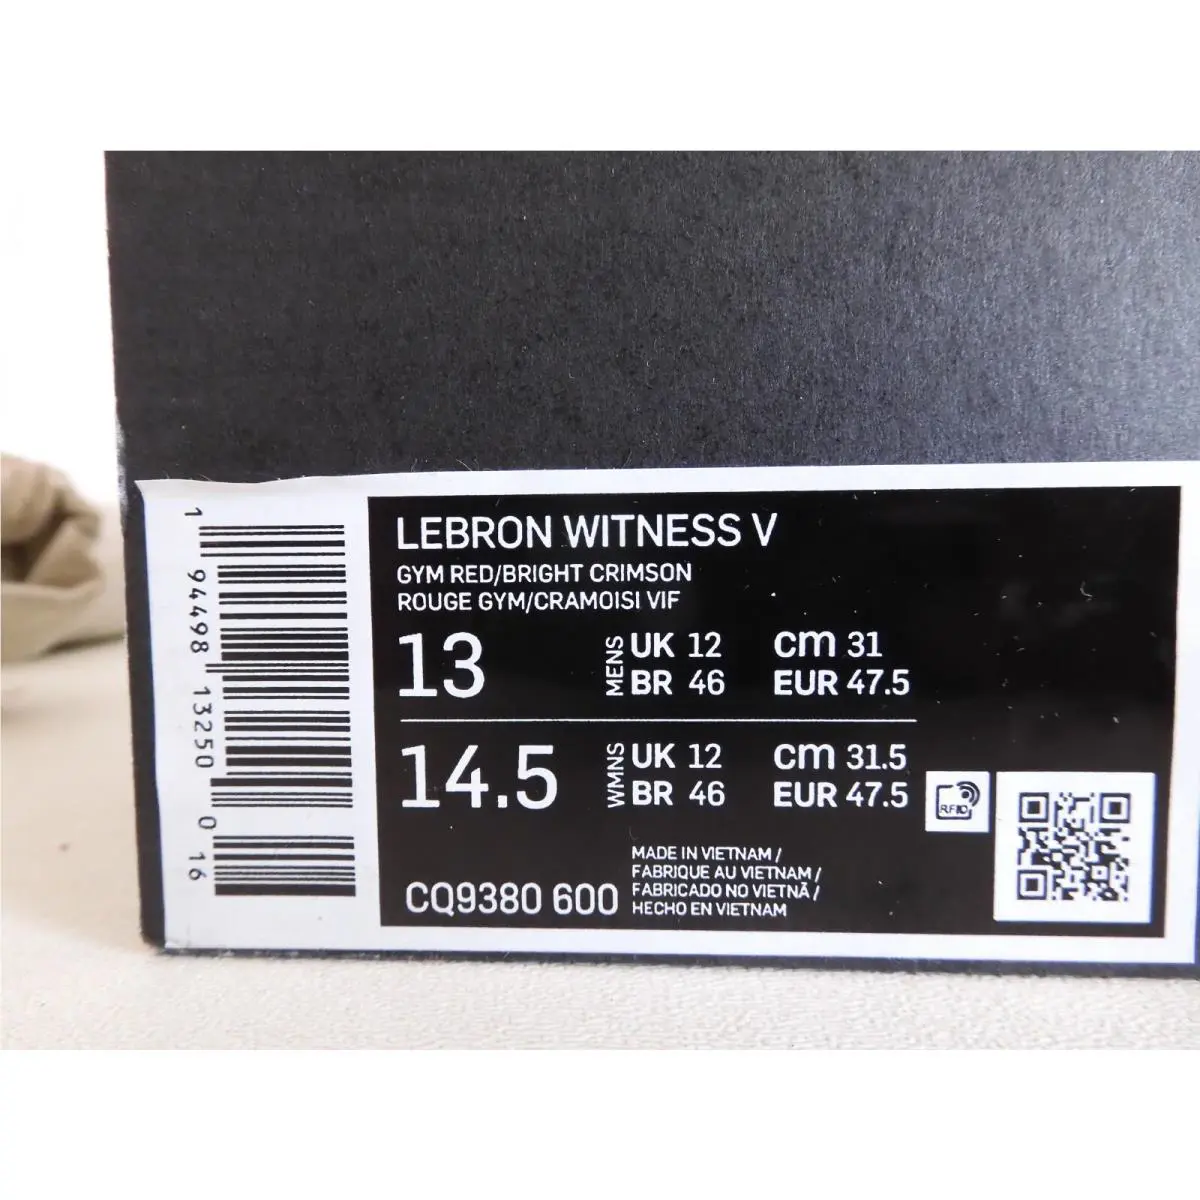 LEBRON WITNESS V
GYM RED/BRIGHT CRIMSON
ROUGE GYM/CRAMOISI VIF
13 MENS UK 12 cm 31
BR 46 EUR 47.5
14.5 WMNS UK 12 cm 31.5
BR 46 EUR 47.5
RFID
CQ9380 600
MADE IN VIETNAM /
FABRIQUE AU VIETNAM /
FABRICADO NO VIETNÃ /
HECHO EN VIETNAM
1 94498 13250 0 16